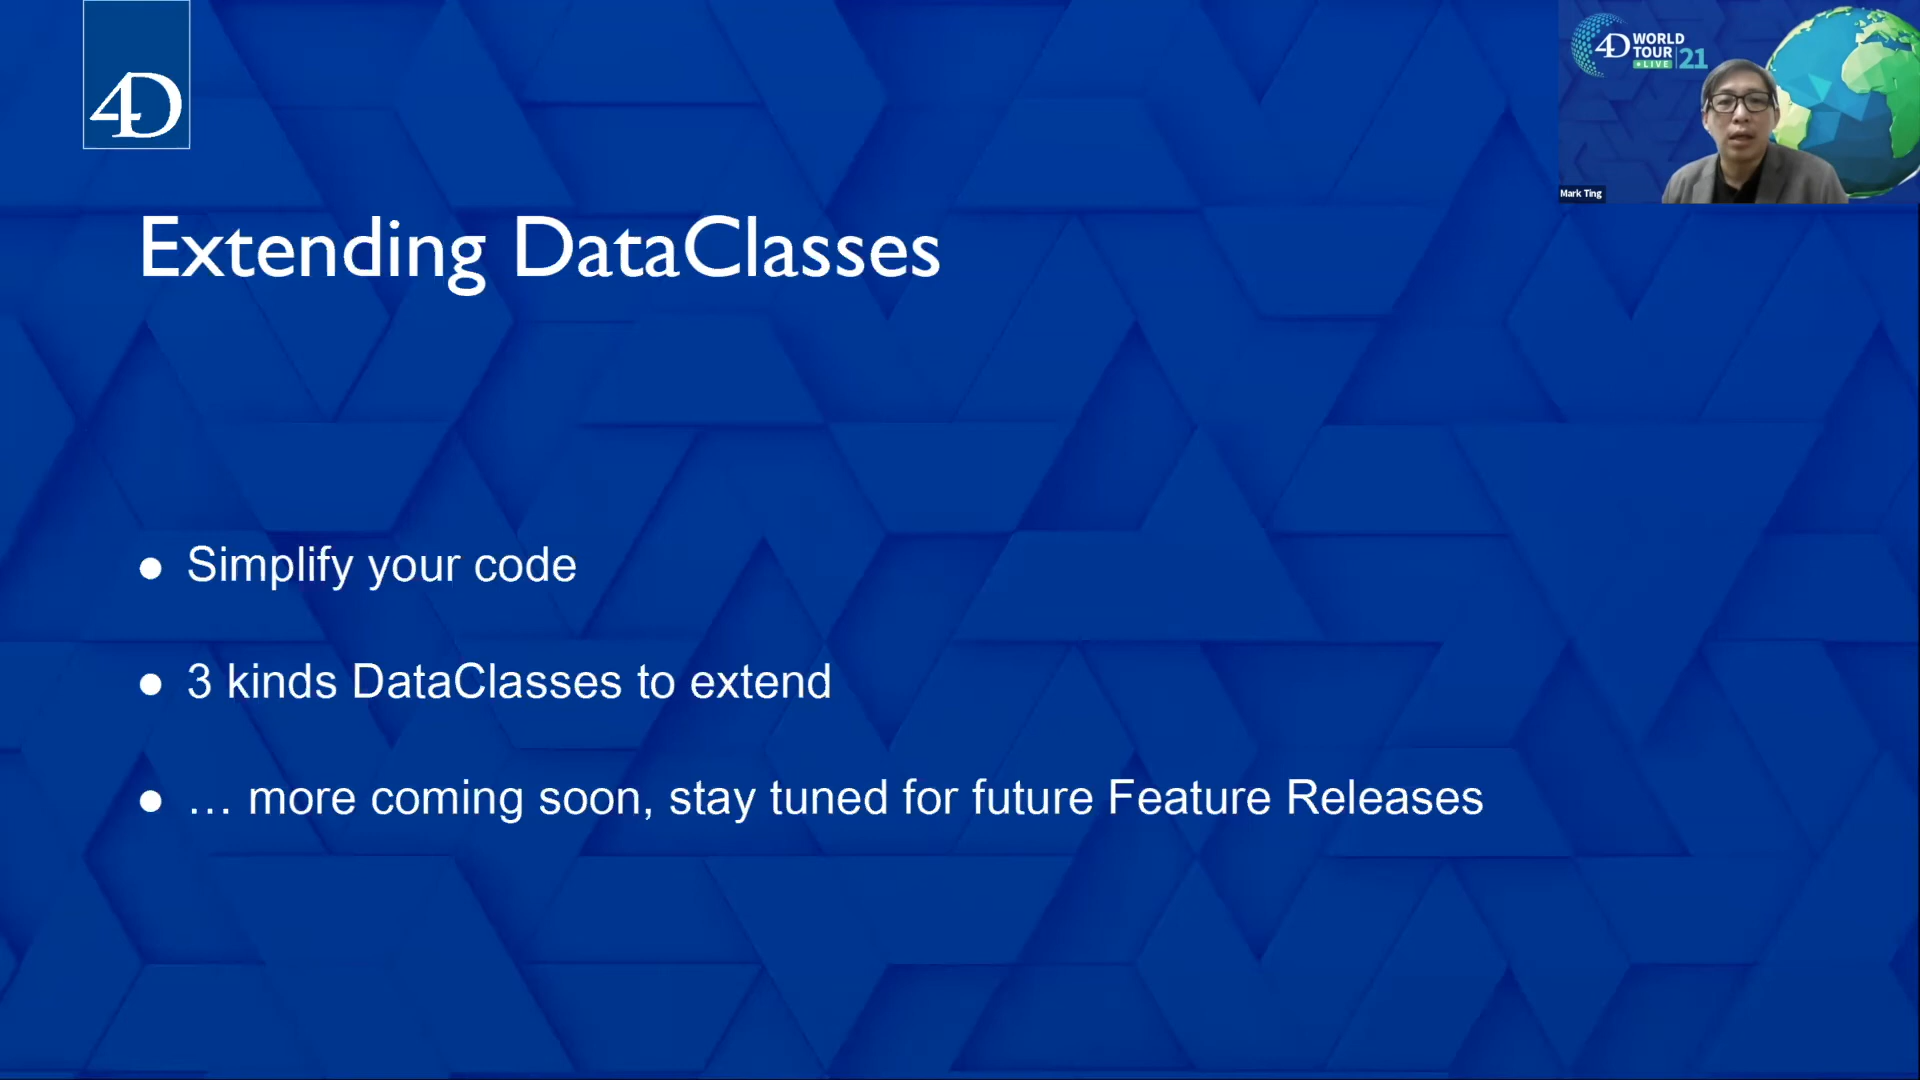 4D
4D WORLD
TOUR 21
• LIVE
Mark Ting
Extending DataClasses
● Simplify your code
● 3 kinds DataClasses to extend
● … more coming soon, stay tuned for future Feature Releases